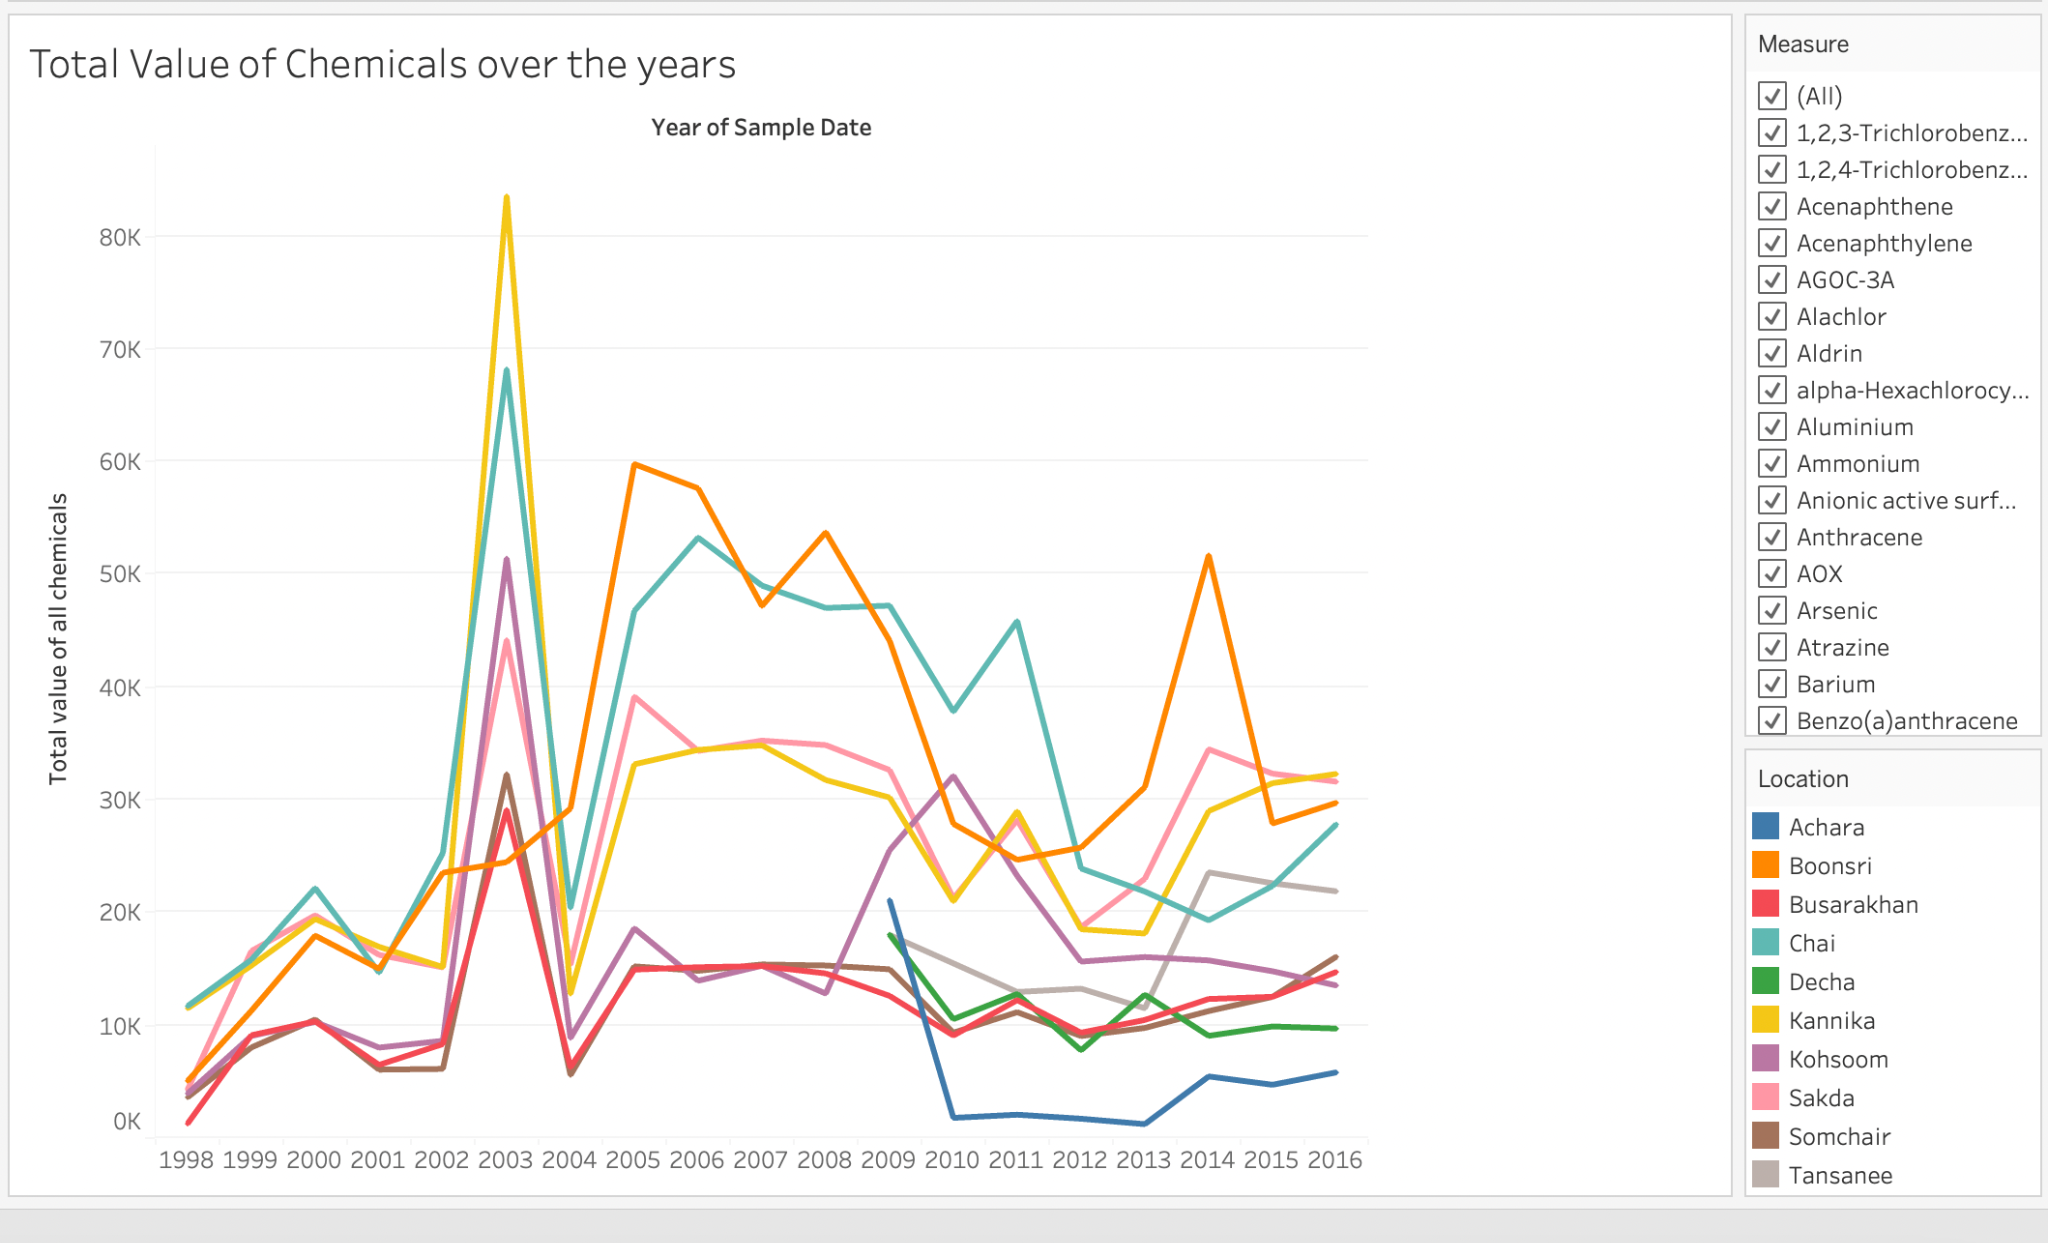 Total Value of Chemicals over the years
Year of Sample Date
Total value of all chemicals
80K
70K
60K
50K
40K
30K
20K
10K
0K
1998 1999 2000 2001 2002 2003 2004 2005 2006 2007 2008 2009 2010 2011 2012 2013 2014 2015 2016
Measure
(All)
1,2,3-Trichlorobenz...
1,2,4-Trichlorobenz...
Acenaphthene
Acenaphthylene
AGOC-3A
Alachlor
Aldrin
alpha-Hexachlorocy...
Aluminium
Ammonium
Anionic active surf...
Anthracene
AOX
Arsenic
Atrazine
Barium
Benzo(a)anthracene
Location
Achara
Boonsri
Busarakhan
Chai
Decha
Kannika
Kohsoom
Sakda
Somchair
Tansanee